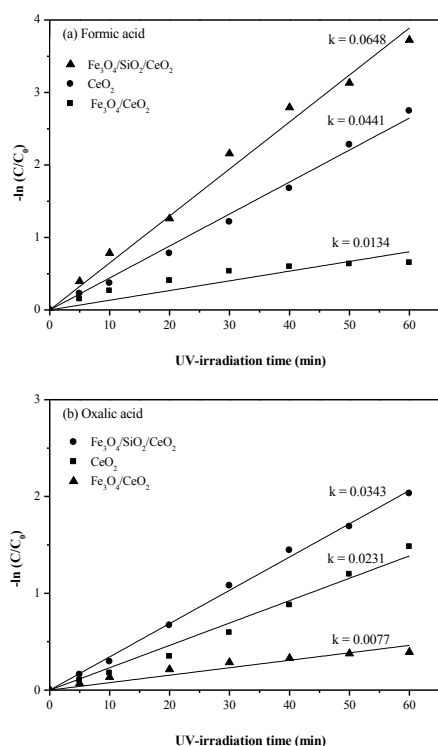 (a) Formic acid
Fe₃O₄/SiO₂/CeO₂
CeO₂
Fe₃O₄/CeO₂
k = 0.0648
k = 0.0441
k = 0.0134
4
3
2
1
0
-ln (C/C₀)
0 10 20 30 40 50 60
UV-irradiation time (min)
(b) Oxalic acid
Fe₃O₄/SiO₂/CeO₂
CeO₂
Fe₃O₄/CeO₂
k = 0.0343
k = 0.0231
k = 0.0077
3
2
1
0
-ln (C/C₀)
0 10 20 30 40 50 60
UV-irradiation time (min)